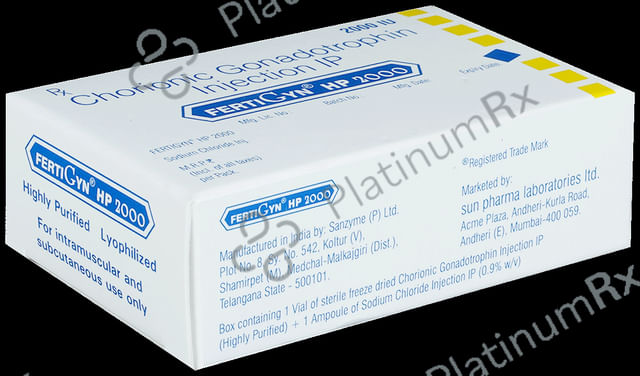 Rx
Chorionic Gonadotrophin
Injection IP
2000 IU
FERTIGYN® HP 2000
Mfg. Lic. No.
Batch No.
Mfg. Date
Expiry Date
FERTIGYN® HP 2000
Sodium Chloride Inj.
M.R.P. ₹
(Incl. of all taxes)
per Pack
FERTIGYN® HP 2000
Highly Purified Lyophilized
For intramuscular and
subcutaneous use only
FERTIGYN® HP 2000
Manufactured in India by: Sanzyme (P) Ltd.
Plot No. 8, Sy. No. 542, Koltur (V),
Shamirpet (M), Medchal-Malkajgiri (Dist.),
Telangana State - 500101.
Box containing 1 Vial of sterile freeze dried Chorionic Gonadotrophin Injection IP
(Highly Purified) + 1 Ampoule of Sodium Chloride Injection IP (0.9% w/v)
®Registered Trade Mark
Marketed by:
sun pharma laboratories ltd.
Acme Plaza, Andheri-Kurla Road,
Andheri (E), Mumbai-400 059.
PlatinumRx
PlatinumRx
PlatinumRx